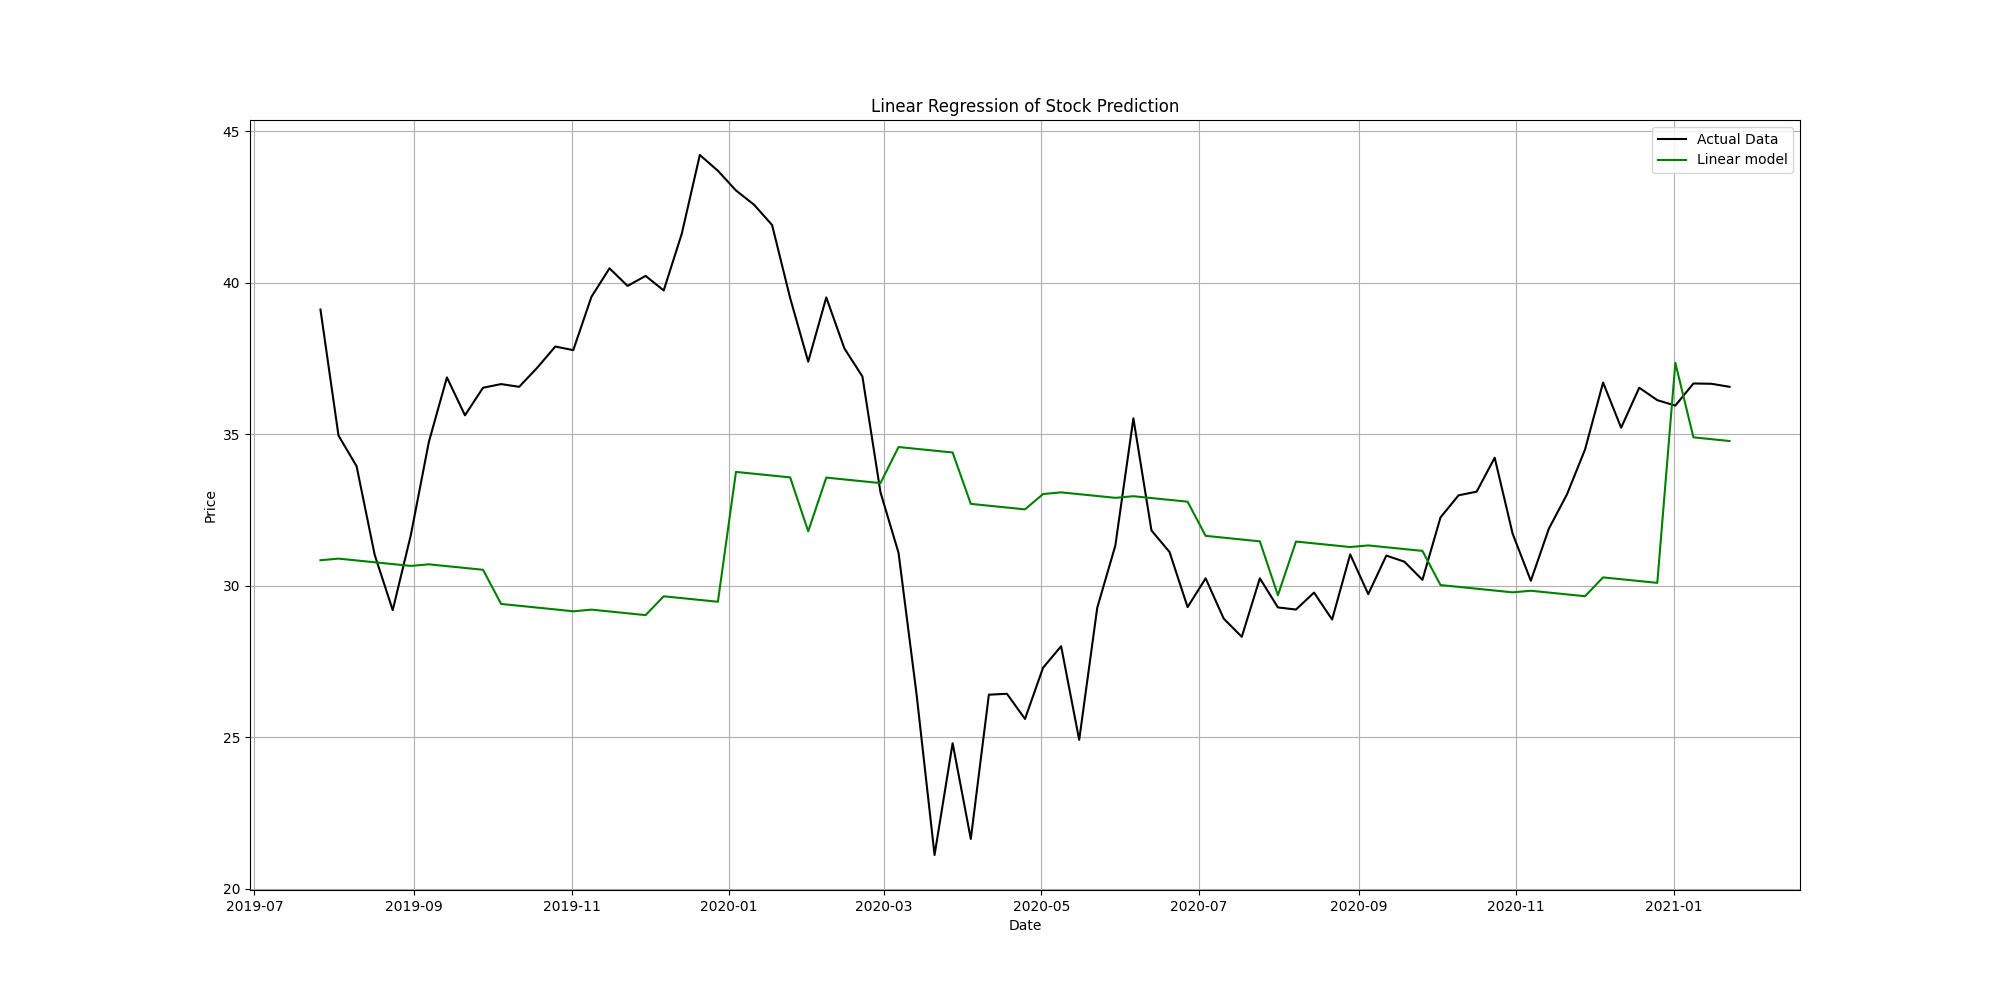 Linear Regression of Stock Prediction
Actual Data
Linear model
45
40
35
30
25
20
Price
2019-07 2019-09 2019-11 2020-01 2020-03 2020-05 2020-07 2020-09 2020-11 2021-01
Date